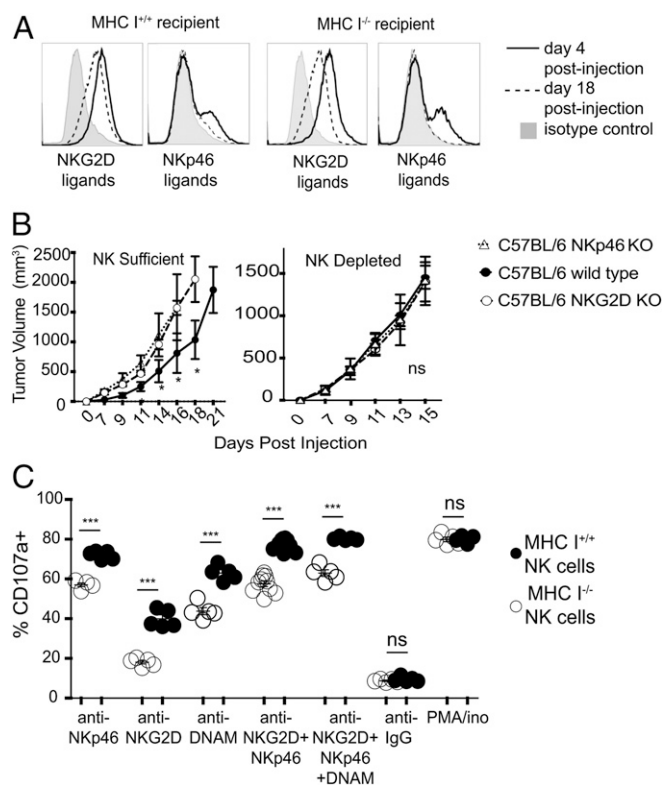 A
MHC I+/+ recipient
MHC I-/- recipient
NKG2D
ligands
NKp46
ligands
NKG2D
ligands
NKp46
ligands
day 4
post-injection
day 18
post-injection
isotype control
B
Tumor Volume (mm3)
2500
2000
1500
1000
500
0
NK Sufficient
* * *
0 7 9 11 14 16 18 21
1500
1000
500
0
NK Depleted
ns
0 7 9 11 13 15
Days Post Injection
C57BL/6 NKp46 KO
C57BL/6 wild type
C57BL/6 NKG2D KO
C
% CD107a+
100
80
60
40
20
0
*** *** *** *** *** ns ns
anti-
NKp46
anti-
NKG2D
anti-
DNAM
anti-
NKG2D+
NKp46
anti-
NKG2D+
NKp46
+DNAM
anti-
IgG
PMA/ino
MHC I+/+
NK cells
MHC I-/-
NK cells